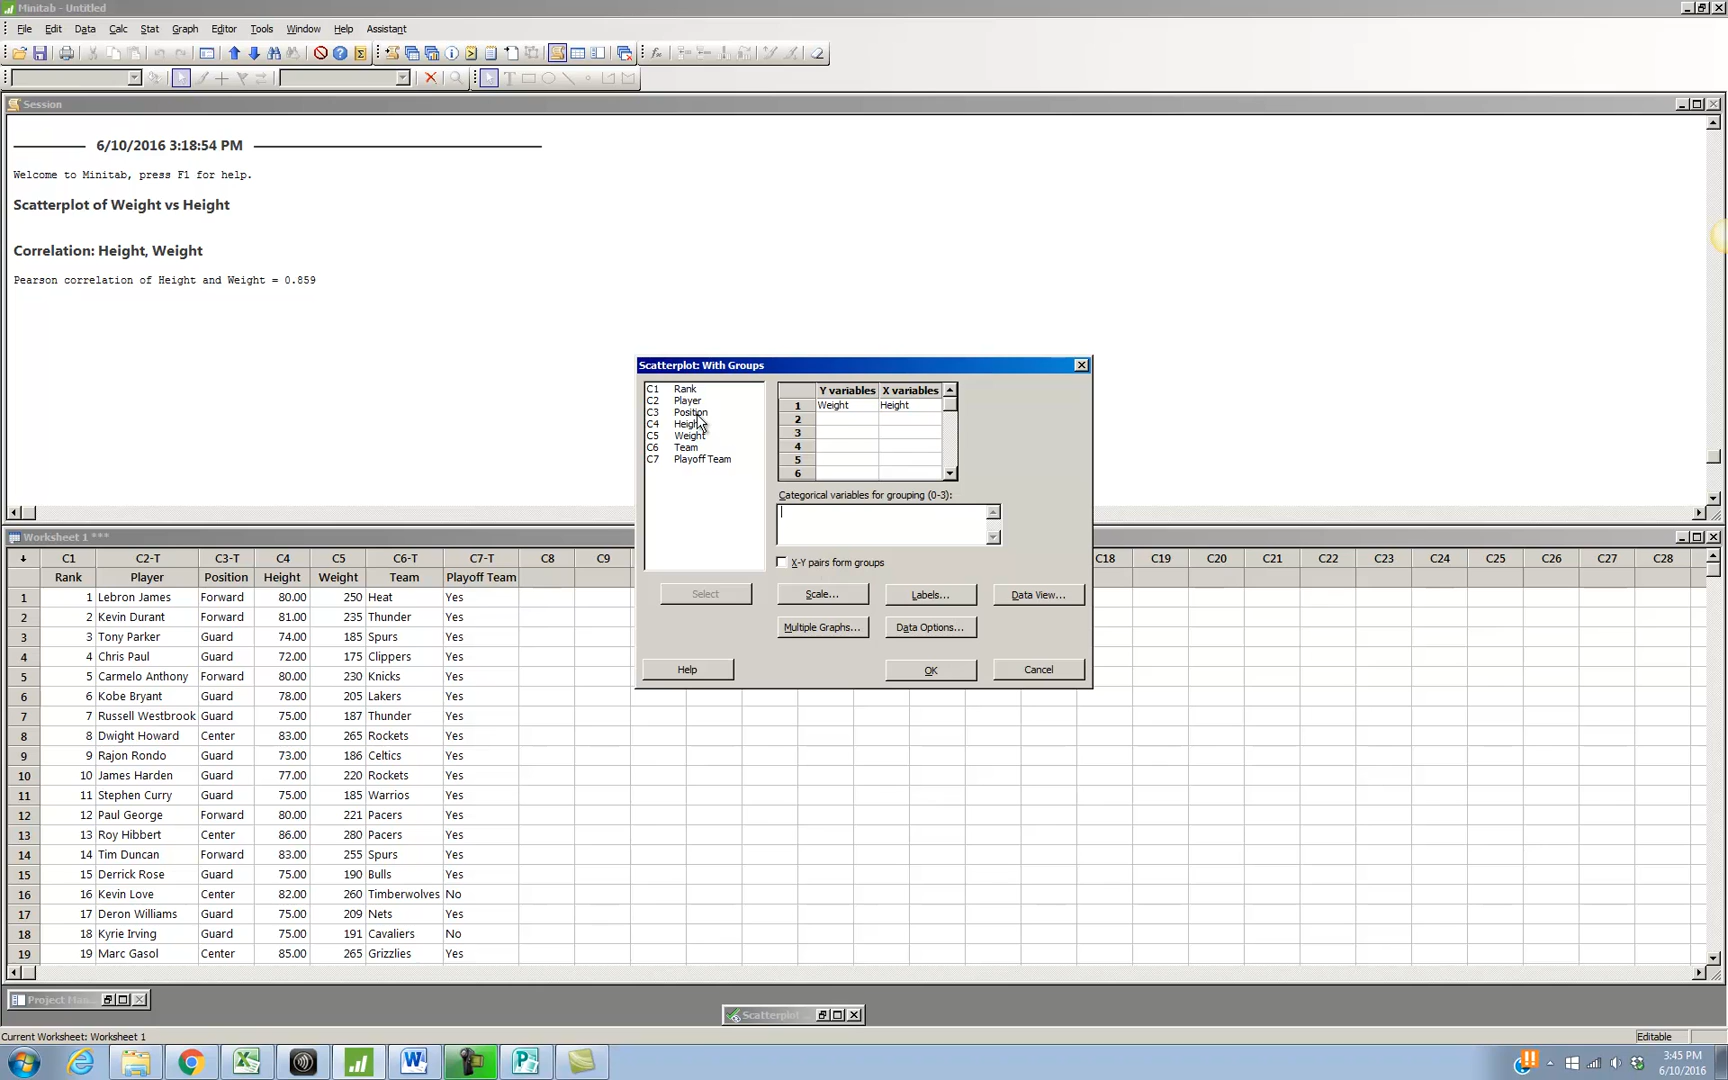 Minitab - Untitled
File Edit Data Calc Stat Graph Editor Tools Window Help Assistant
Session
6/10/2016 3:18:54 PM
Welcome to Minitab, press F1 for help.
Scatterplot of Weight vs Height
Correlation: Height, Weight
Pearson correlation of Height and Weight = 0.859
Scatterplot: With Groups
C1 Rank
C2 Player
C3 Position
C4 Height
C5 Weight
C6 Team
C7 Playoff Team
Y variables X variables
1 Weight Height
2
3
4
5
6
Categorical variables for grouping (0-3):
X-Y pairs form groups
Select Scale... Labels... Data View...
Multiple Graphs... Data Options...
Help OK Cancel
Worksheet 1 ***
C1 C2-T C3-T C4 C5 C6-T C7-T C8 C9 C18 C19 C20 C21 C22 C23 C24 C25 C26 C27 C28
Rank Player Position Height Weight Team Playoff Team
1 1 Lebron James Forward 80.00 250 Heat Yes
2 2 Kevin Durant Forward 81.00 235 Thunder Yes
3 3 Tony Parker Guard 74.00 185 Spurs Yes
4 4 Chris Paul Guard 72.00 175 Clippers Yes
5 5 Carmelo Anthony Forward 80.00 230 Knicks Yes
6 6 Kobe Bryant Guard 78.00 205 Lakers Yes
7 7 Russell Westbrook Guard 75.00 187 Thunder Yes
8 8 Dwight Howard Center 83.00 265 Rockets Yes
9 9 Rajon Rondo Guard 73.00 186 Celtics Yes
10 10 James Harden Guard 77.00 220 Rockets Yes
11 11 Stephen Curry Guard 75.00 185 Warrios Yes
12 12 Paul George Forward 80.00 221 Pacers Yes
13 13 Roy Hibbert Center 86.00 280 Pacers Yes
14 14 Tim Duncan Forward 83.00 255 Spurs Yes
15 15 Derrick Rose Guard 75.00 190 Bulls Yes
16 16 Kevin Love Center 82.00 260 Timberwolves No
17 17 Deron Williams Guard 75.00 209 Nets Yes
18 18 Kyrie Irving Guard 75.00 191 Cavaliers No
19 19 Marc Gasol Center 85.00 265 Grizzlies Yes
Project Man...
Scatterplot ...
Current Worksheet: Worksheet 1 Editable
3:45 PM
6/10/2016